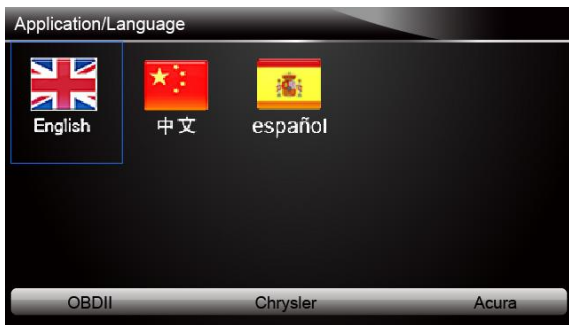 Application/Language
English 中文 español
OBDII Chrysler Acura